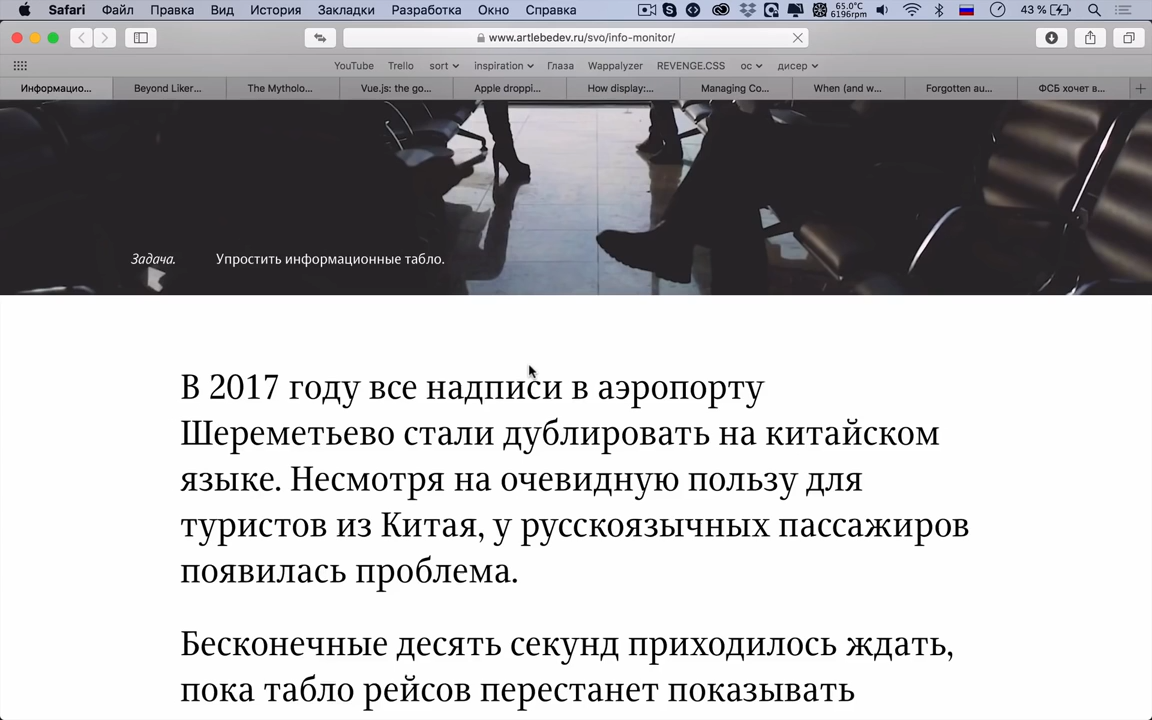 Safari Файл Правка Вид История Закладки Разработка Окно Справка 65.0°C 6196rpm 43 %
www.artlebedev.ru/svo/info-monitor/
YouTube Trello sort inspiration Глаза Wappalyzer REVENGE.CSS ос дисер
Информацио... Beyond Liker... The Mytholo... Vue.js: the go... Apple droppi... How display:... Managing Co... When (and w... Forgotten au... ФСБ хочет в...
Задача. Упростить информационные табло.
В 2017 году все надписи в аэропорту
Шереметьево стали дублировать на китайском
языке. Несмотря на очевидную пользу для
туристов из Китая, у русскоязычных пассажиров
появилась проблема.
Бесконечные десять секунд приходилось ждать,
пока табло рейсов перестанет показывать